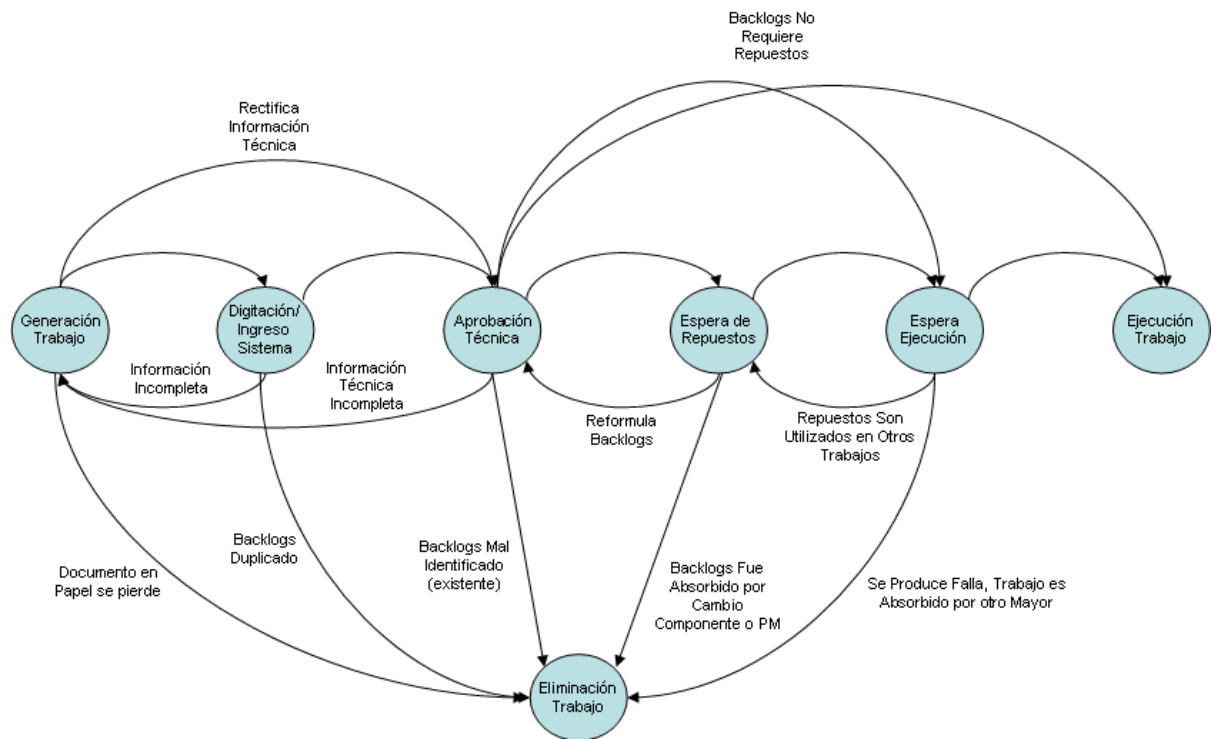 Backlogs No
Requiere
Repuestos
Rectifica
Información
Técnica
Generación
Trabajo
Digitación/
Ingreso
Sistema
Aprobación
Técnica
Espera de
Repuestos
Espera
Ejecución
Ejecución
Trabajo
Información
Incompleta
Información
Técnica
Incompleta
Reformula
Backlogs
Repuestos Son
Utilizados en Otros
Trabajos
Documento en
Papel se pierde
Backlogs
Duplicado
Backlogs Mal
Identificado
(existente)
Backlogs Fue
Absorbido por
Cambio
Componente o PM
Se Produce Falla, Trabajo es
Absorbido por otro Mayor
Eliminación
Trabajo